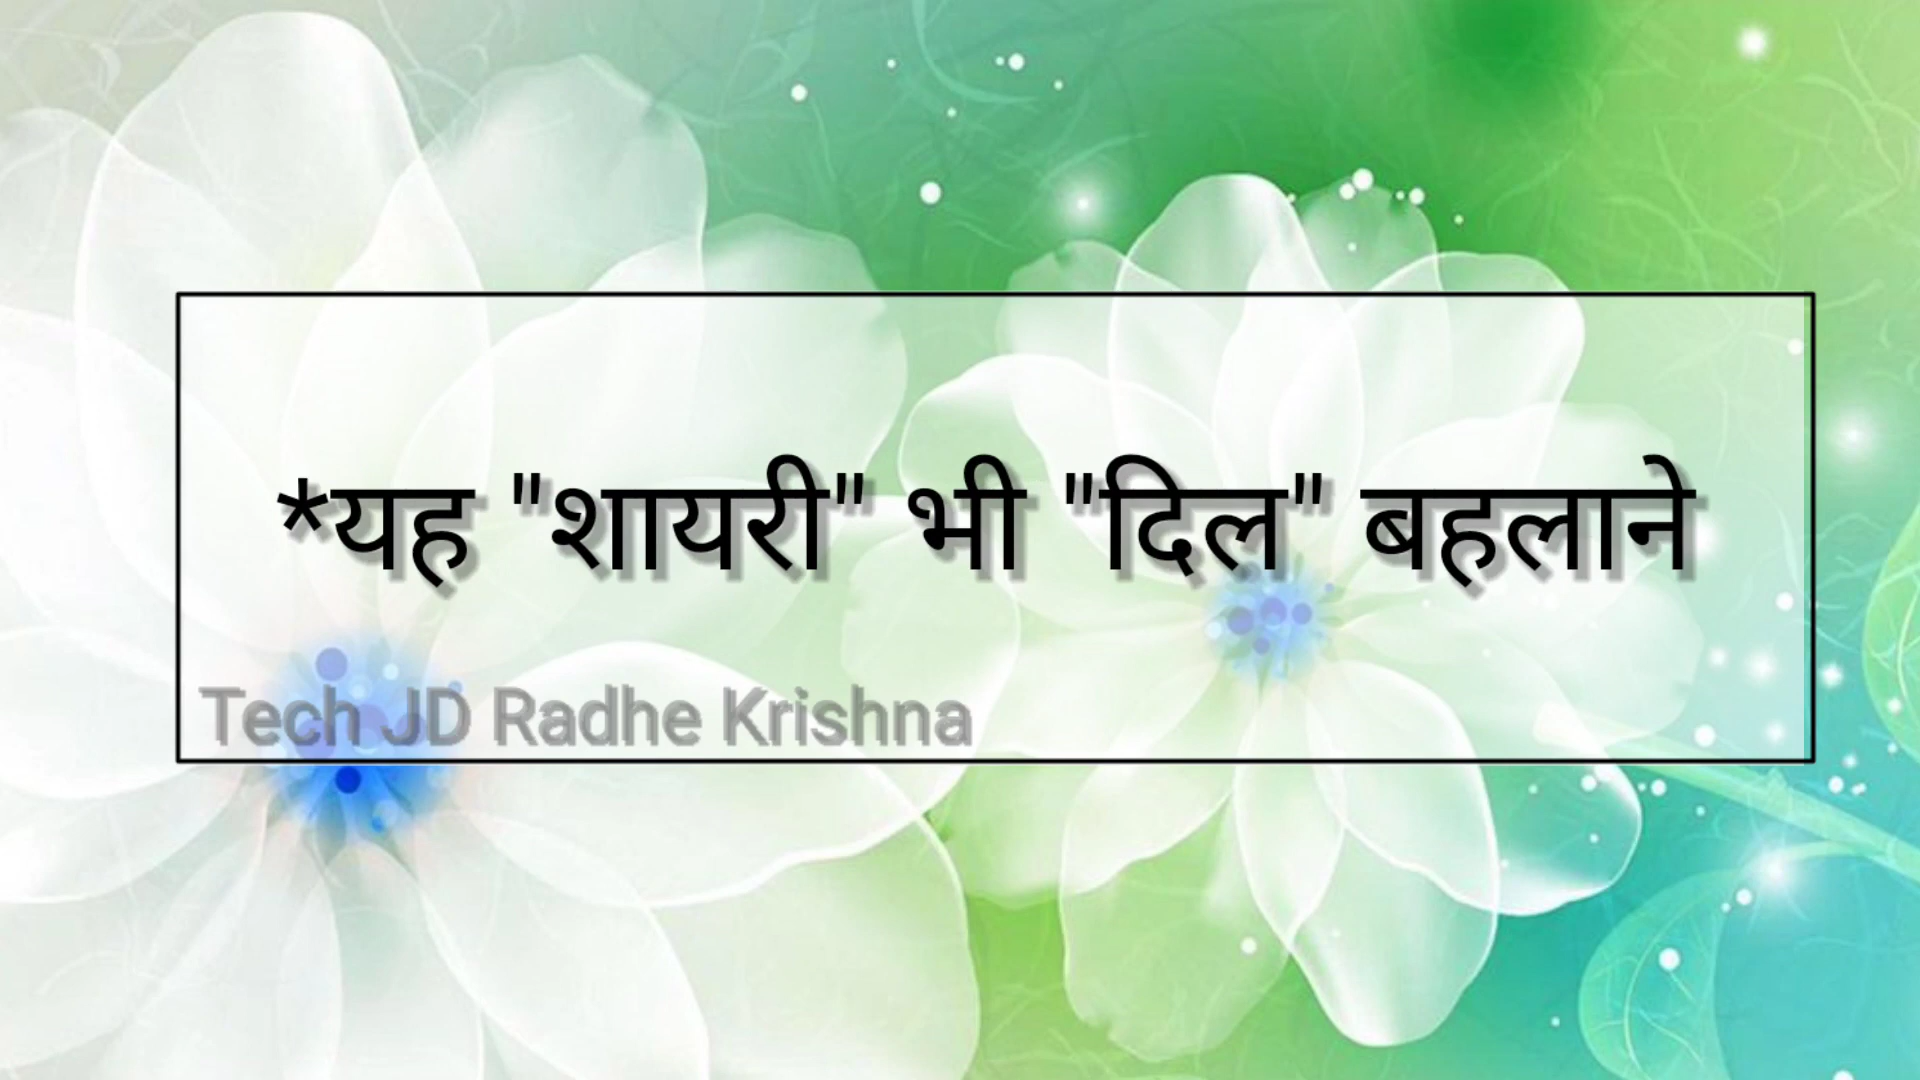 *यह "शायरी" भी "दिल" बहलाने
Tech JD Radhe Krishna